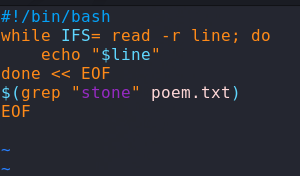 #!/bin/bash
while IFS= read -r line; do
    echo "$line"
done << EOF
$(grep "stone" poem.txt)
EOF
~
~